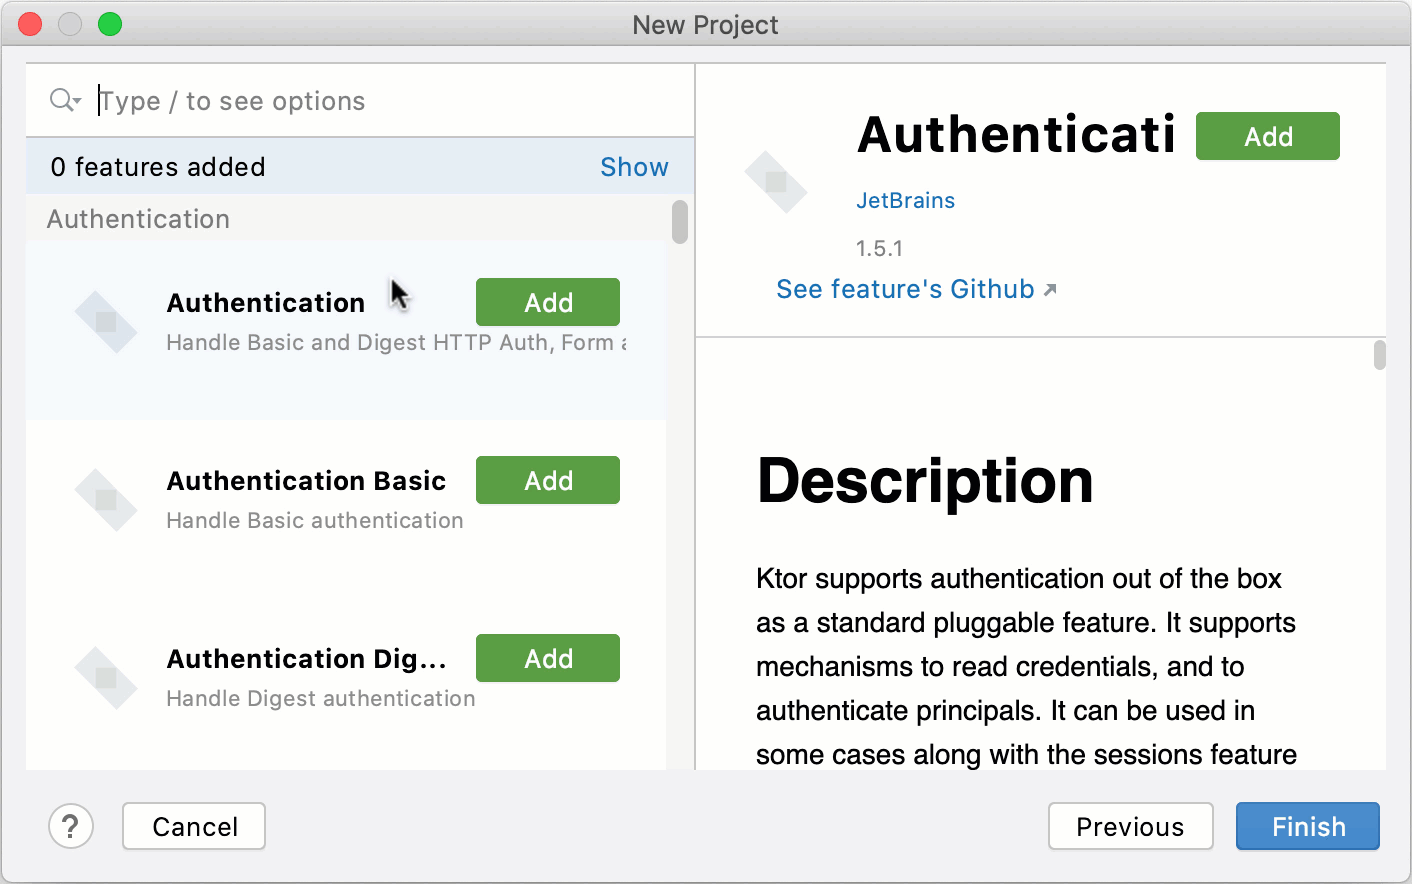 New Project
Type / to see options
0 features added
Show
Authentication
Authentication
Add
Handle Basic and Digest HTTP Auth, Form
Authentication Basic
Add
Handle Basic authentication
Authentication Dig...
Add
Handle Digest authentication
Authenticati
Add
JetBrains
1.5.1
See feature's Github
Description
Ktor supports authentication out of the box
as a standard pluggable feature. It supports
mechanisms to read credentials, and to
authenticate principals. It can be used in
some cases along with the sessions feature
?
Cancel
Previous
Finish